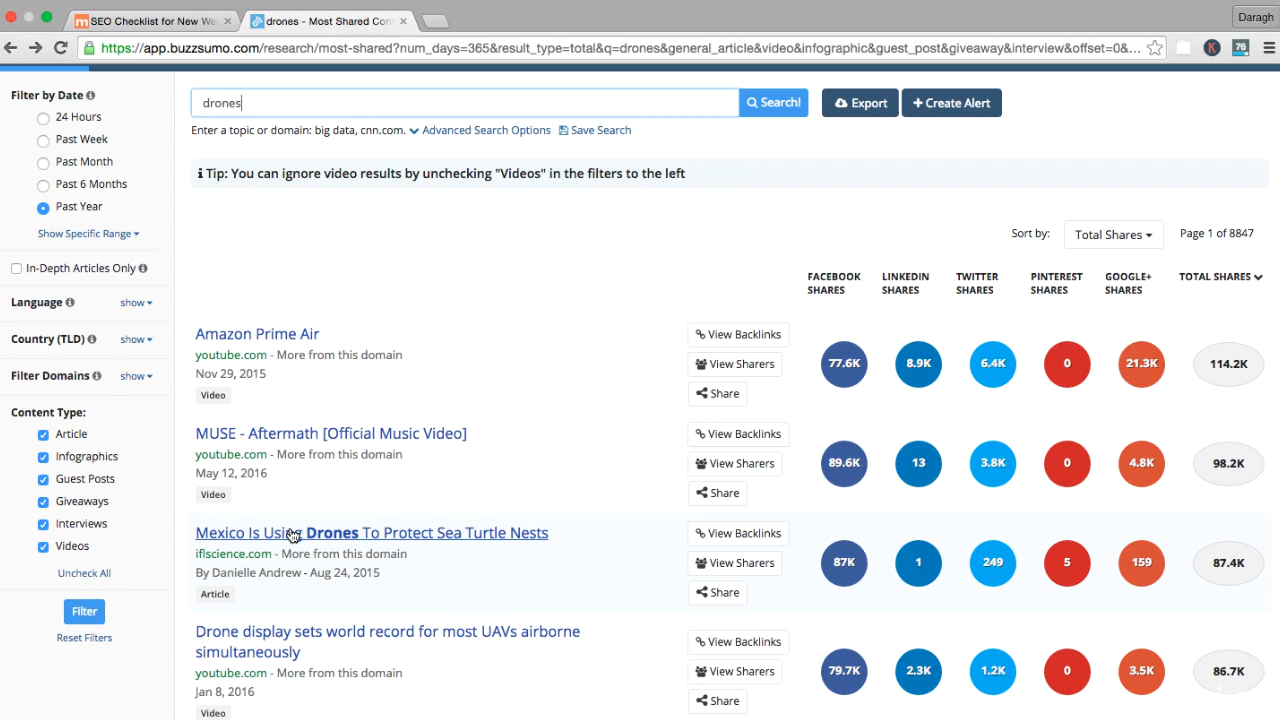 SEO Checklist for New We
drones - Most Shared Con
Daragh
https://app.buzzsumo.com/research/most-shared?num_days=365&result_type=total&q=drones&general_article&video&infographic&guest_post&giveaway&interview&offset=0&...
K
76
Filter by Date
24 Hours
Past Week
Past Month
Past 6 Months
Past Year
Show Specific Range
In-Depth Articles Only
Language show
Country (TLD) show
Filter Domains show
Content Type:
Article
Infographics
Guest Posts
Giveaways
Interviews
Videos
Uncheck All
Filter
Reset Filters
drones
Search!
Export
+ Create Alert
Enter a topic or domain: big data, cnn.com. Advanced Search Options Save Search
Tip: You can ignore video results by unchecking "Videos" in the filters to the left
Sort by: Total Shares Page 1 of 8847
FACEBOOK SHARES LINKEDIN SHARES TWITTER SHARES PINTEREST SHARES GOOGLE+ SHARES TOTAL SHARES
Amazon Prime Air
youtube.com - More from this domain
Nov 29, 2015
Video
View Backlinks
View Sharers
Share
77.6K 8.9K 6.4K 0 21.3K 114.2K
MUSE - Aftermath [Official Music Video]
youtube.com - More from this domain
May 12, 2016
Video
View Backlinks
View Sharers
Share
89.6K 13 3.8K 0 4.8K 98.2K
Mexico Is Using Drones To Protect Sea Turtle Nests
iflscience.com - More from this domain
By Danielle Andrew - Aug 24, 2015
Article
View Backlinks
View Sharers
Share
87K 1 249 5 159 87.4K
Drone display sets world record for most UAVs airborne
simultaneously
youtube.com - More from this domain
Jan 8, 2016
Video
View Backlinks
View Sharers
Share
79.7K 2.3K 1.2K 0 3.5K 86.7K